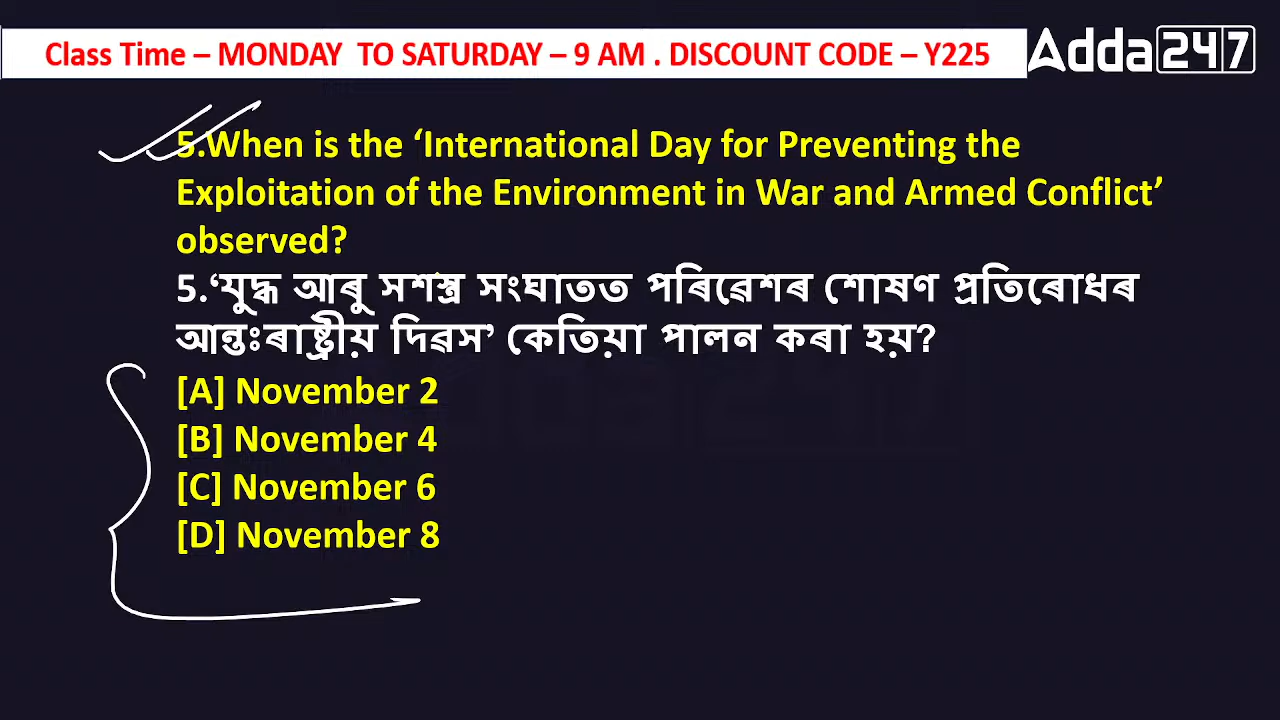 Class Time – MONDAY TO SATURDAY – 9 AM . DISCOUNT CODE – Y225
Adda247
5.When is the ‘International Day for Preventing the
Exploitation of the Environment in War and Armed Conflict’
observed?
5.‘যুদ্ধ আৰু সশস্ত্ৰ সংঘাতত পৰিৱেশৰ শোষণ প্ৰতিৰোধৰ
আন্তঃৰাষ্ট্ৰীয় দিৱস’ কেতিয়া পালন কৰা হয়?
[A] November 2
[B] November 4
[C] November 6
[D] November 8